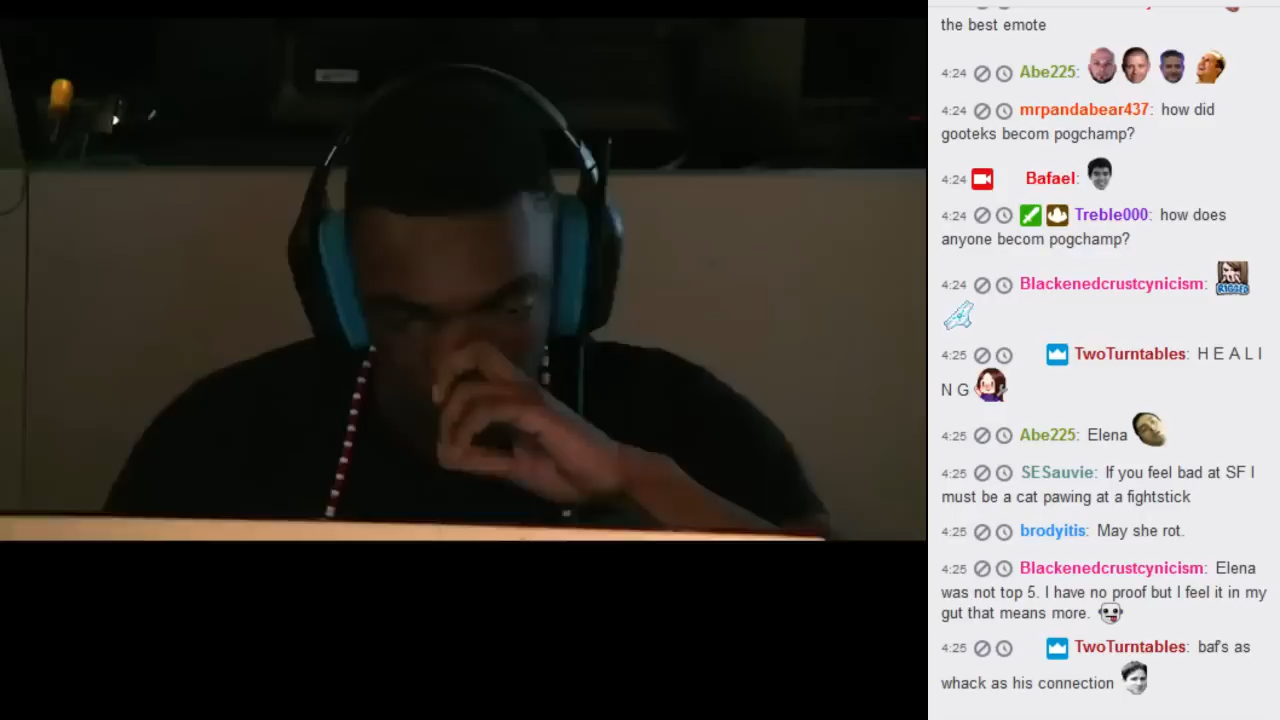 the best emote
4:24 Abe225:
4:24 mrpandabear437: how did
gooteks becom pogchamp?
4:24 Bafael:
4:24 Treble000: how does
anyone becom pogchamp?
4:24 Blackenedcrustcynicism: RIGGED
4:25 TwoTurntables: H E A L I
N G
4:25 Abe225: Elena
4:25 SESauvie: If you feel bad at SF I
must be a cat pawing at a fightstick
4:25 brodyitis: May she rot.
4:25 Blackenedcrustcynicism: Elena
was not top 5. I have no proof but I feel it in my
gut that means more.
4:25 TwoTurntables: baf's as
whack as his connection